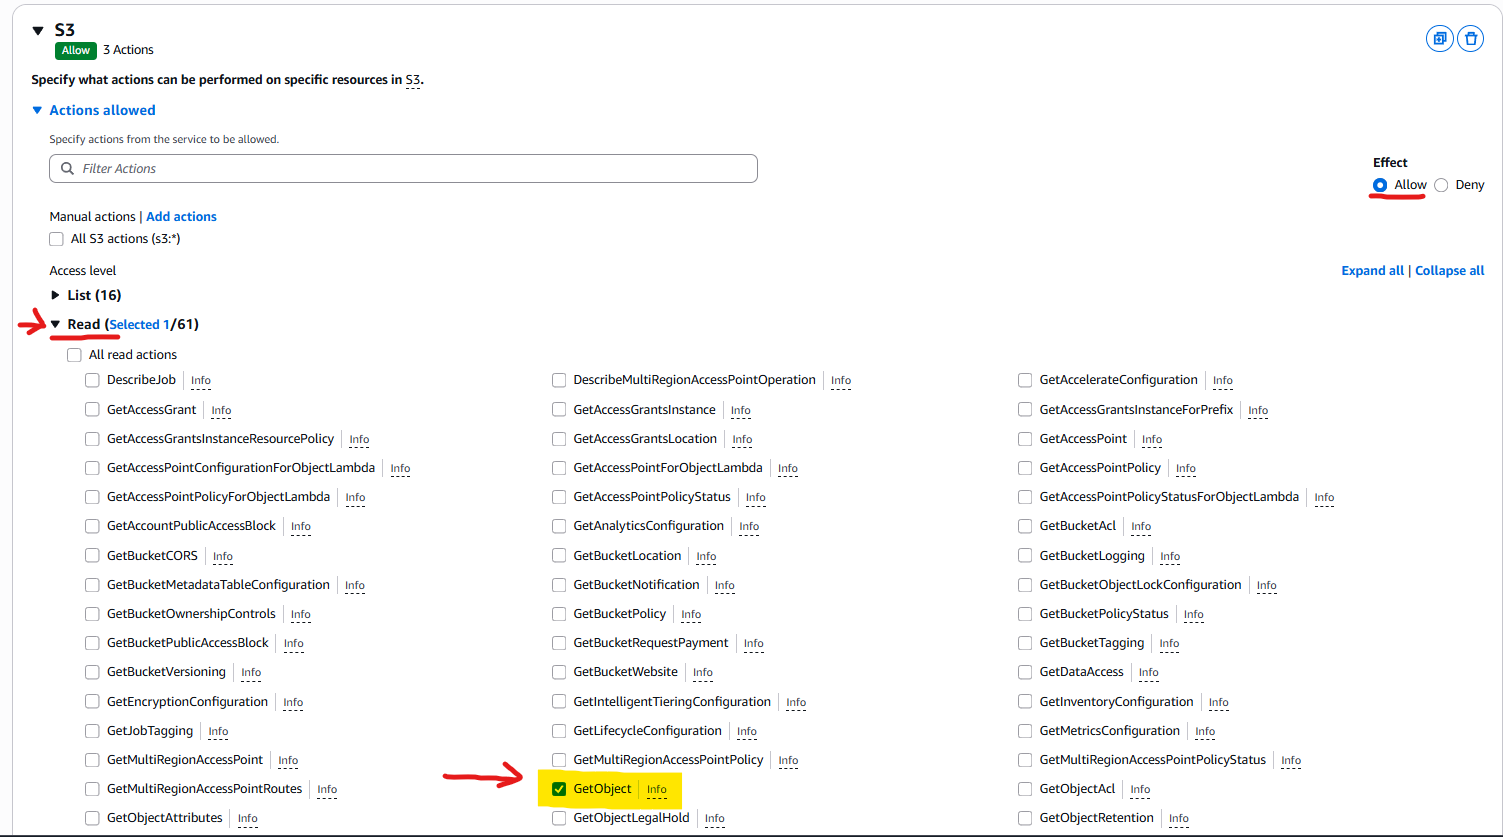 S3
Allow 3 Actions
Specify what actions can be performed on specific resources in S3.
Actions allowed
Specify actions from the service to be allowed.
Filter Actions
Effect
Allow Deny
Manual actions | Add actions
All S3 actions (s3:*)
Access level Expand all | Collapse all
List (16)
Read (Selected 1/61)
All read actions
DescribeJob Info DescribeMultiRegionAccessPointOperation Info GetAccelerateConfiguration Info
GetAccessGrant Info GetAccessGrantsInstance Info GetAccessGrantsInstanceForPrefix Info
GetAccessGrantsInstanceResourcePolicy Info GetAccessGrantsLocation Info GetAccessPoint Info
GetAccessPointConfigurationForObjectLambda Info GetAccessPointForObjectLambda Info GetAccessPointPolicy Info
GetAccessPointPolicyForObjectLambda Info GetAccessPointPolicyStatus Info GetAccessPointPolicyStatusForObjectLambda Info
GetAccountPublicAccessBlock Info GetAnalyticsConfiguration Info GetBucketAcl Info
GetBucketCORS Info GetBucketLocation Info GetBucketLogging Info
GetBucketMetadataTableConfiguration Info GetBucketNotification Info GetBucketObjectLockConfiguration Info
GetBucketOwnershipControls Info GetBucketPolicy Info GetBucketPolicyStatus Info
GetBucketPublicAccessBlock Info GetBucketRequestPayment Info GetBucketTagging Info
GetBucketVersioning Info GetBucketWebsite Info GetDataAccess Info
GetEncryptionConfiguration Info GetIntelligentTieringConfiguration Info GetInventoryConfiguration Info
GetJobTagging Info GetLifecycleConfiguration Info GetMetricsConfiguration Info
GetMultiRegionAccessPoint Info GetMultiRegionAccessPointPolicy Info GetMultiRegionAccessPointPolicyStatus Info
GetMultiRegionAccessPointRoutes Info GetObject Info GetObjectAcl Info
GetObjectAttributes Info GetObjectLegalHold Info GetObjectRetention Info